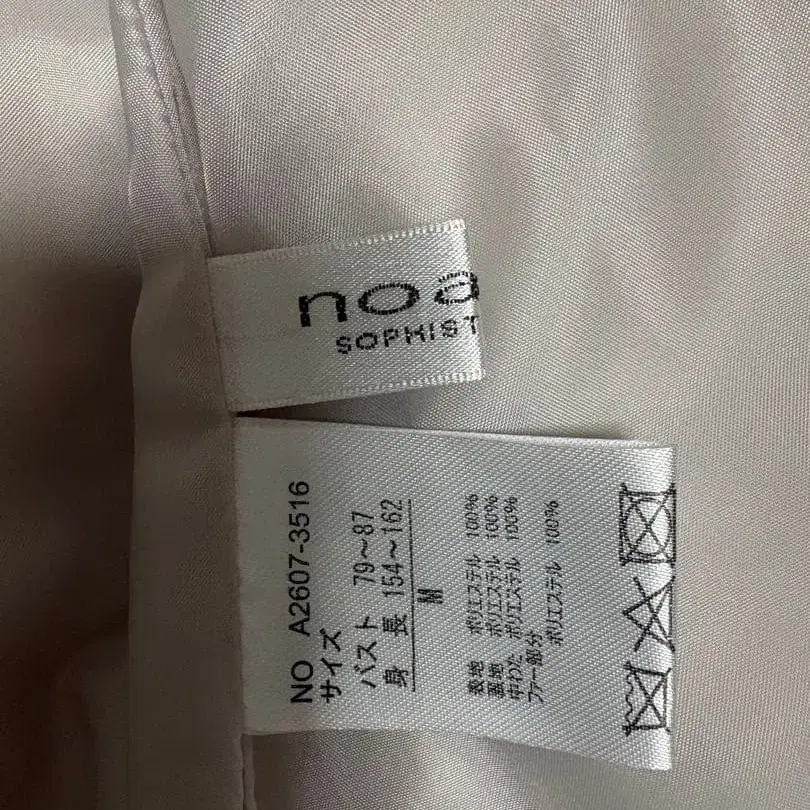 noa
SOPHIST
NO A2607-3516
サイズ
バスト 79～87
身 長 154～162
M
表地 ポリエステル 100%
裏地 ポリエステル 100%
中わた ポリエステル 100%
ファー部分
ポリエステル 100%